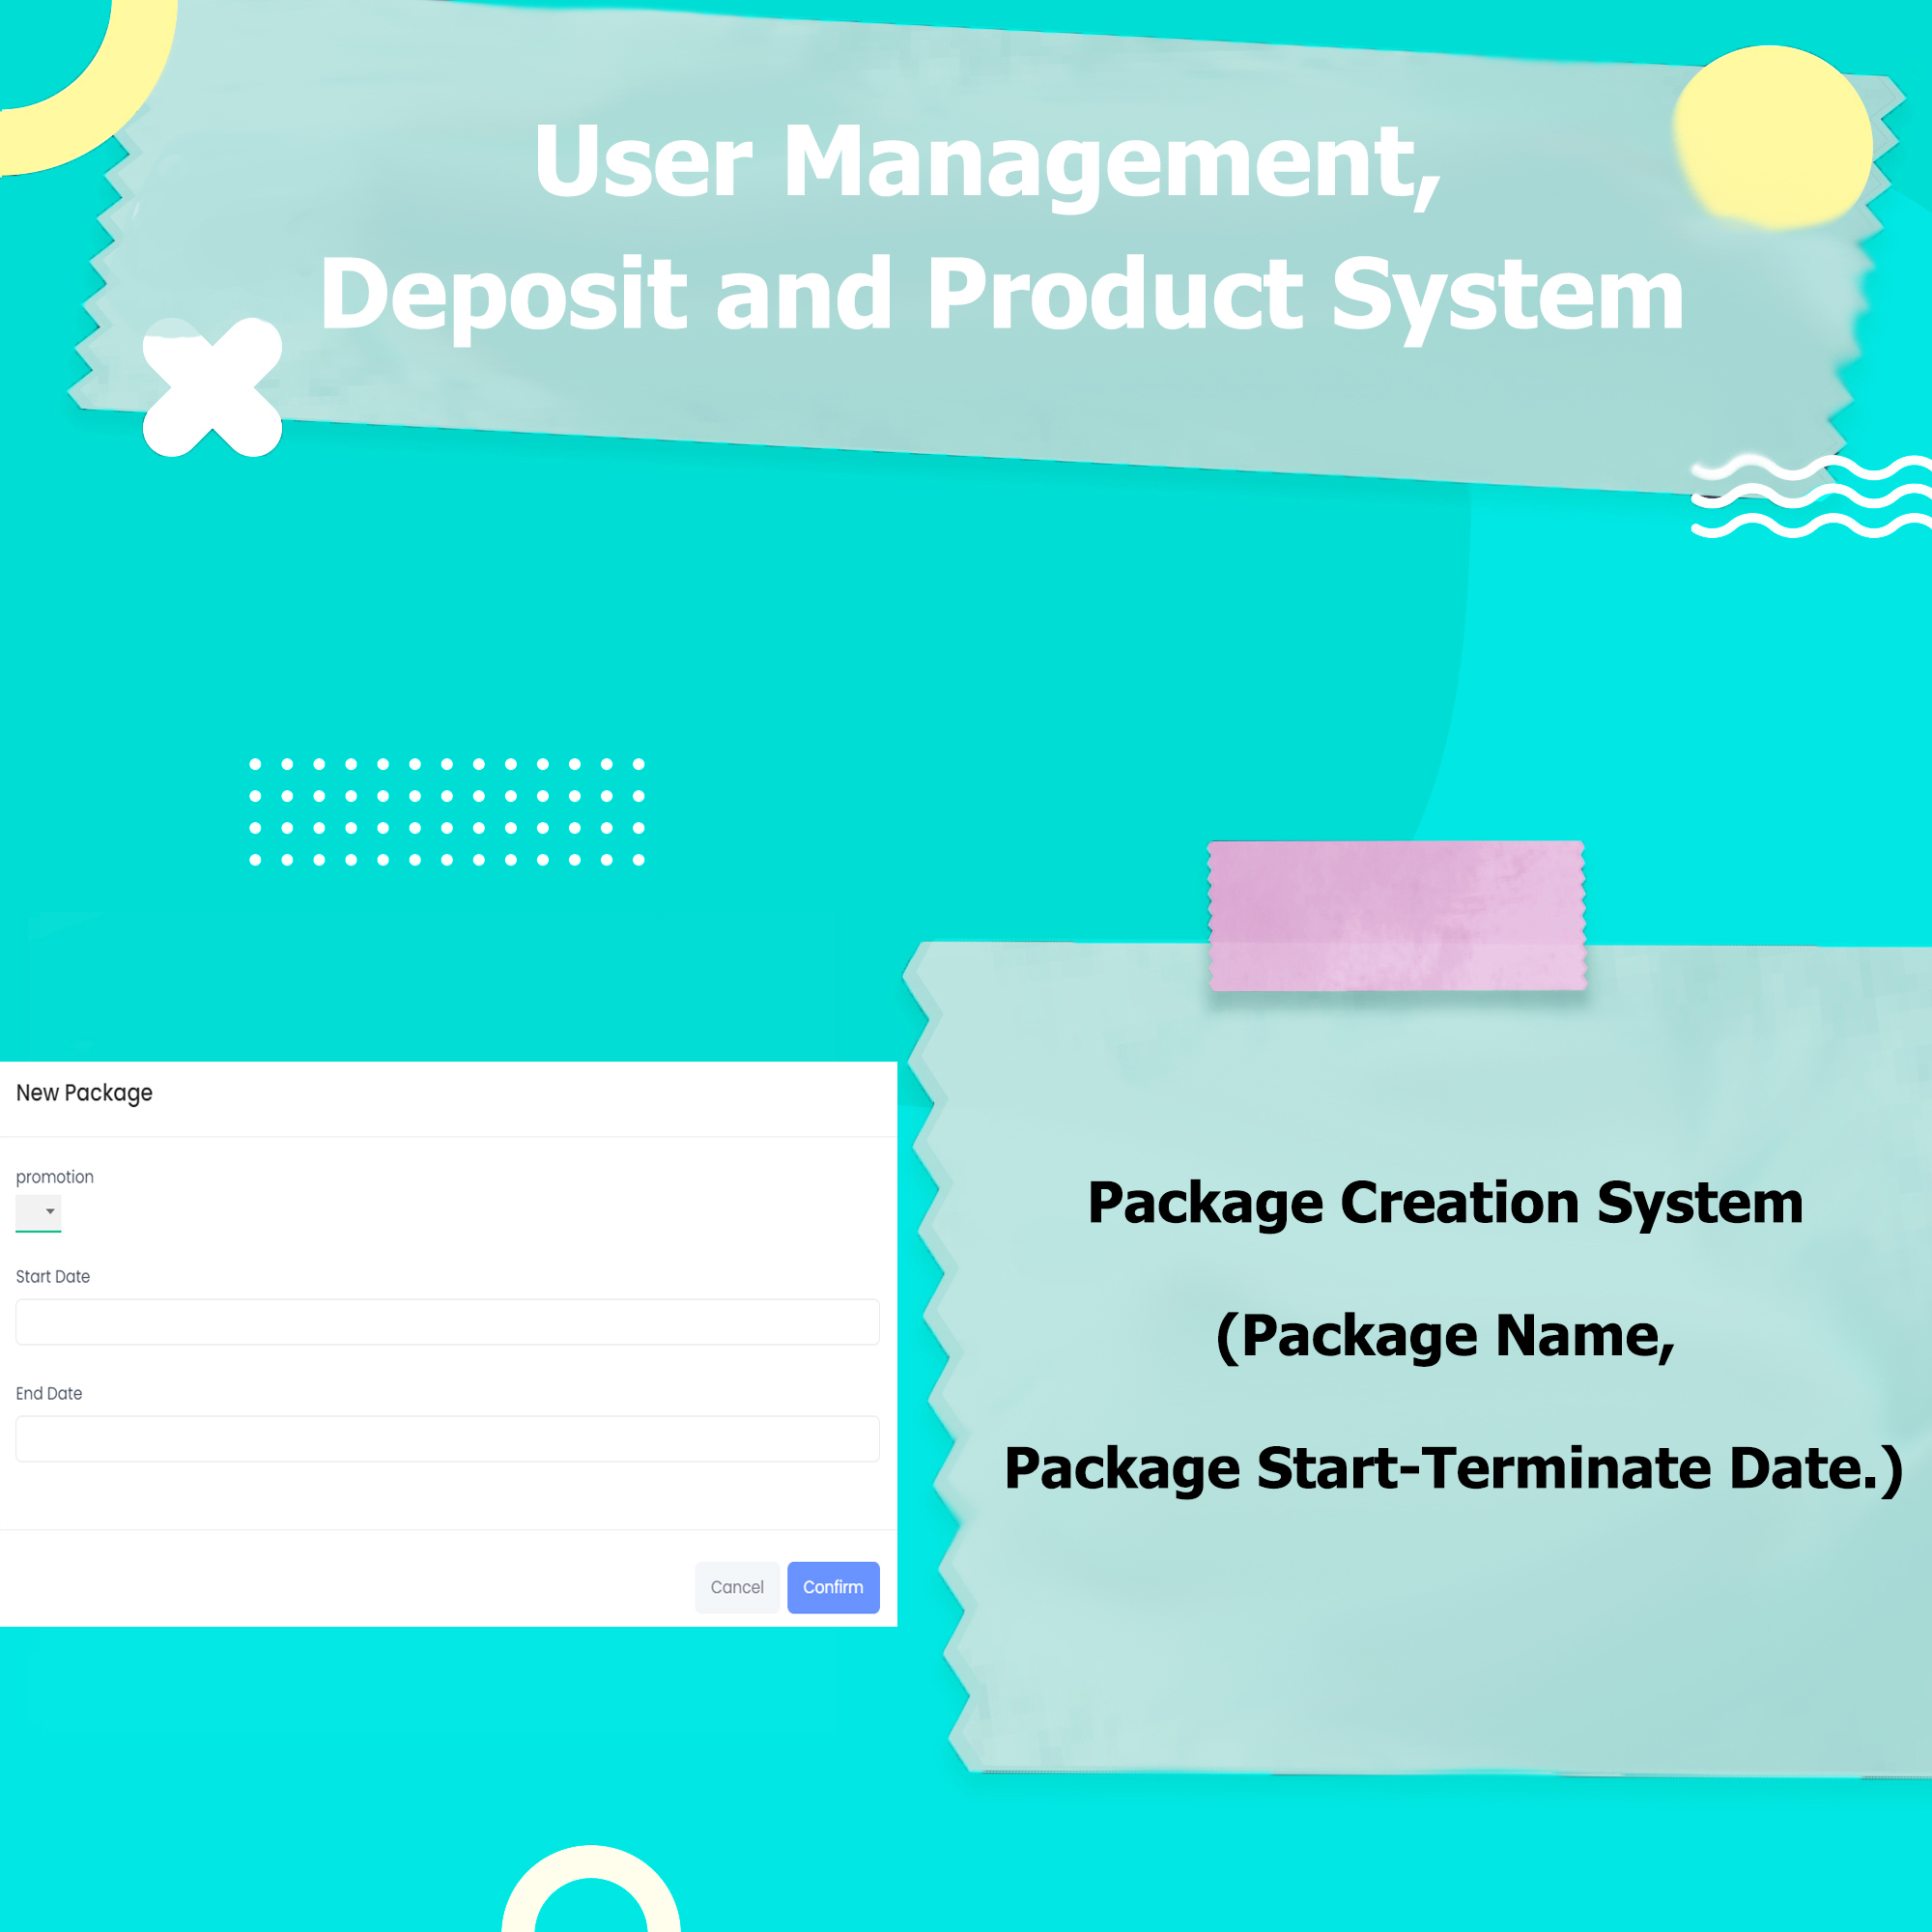 User Management,
Deposit and Product System
New Package
promotion
Start Date
End Date
Cancel Confirm
Package Creation System
(Package Name,
Package Start-Terminate Date.)